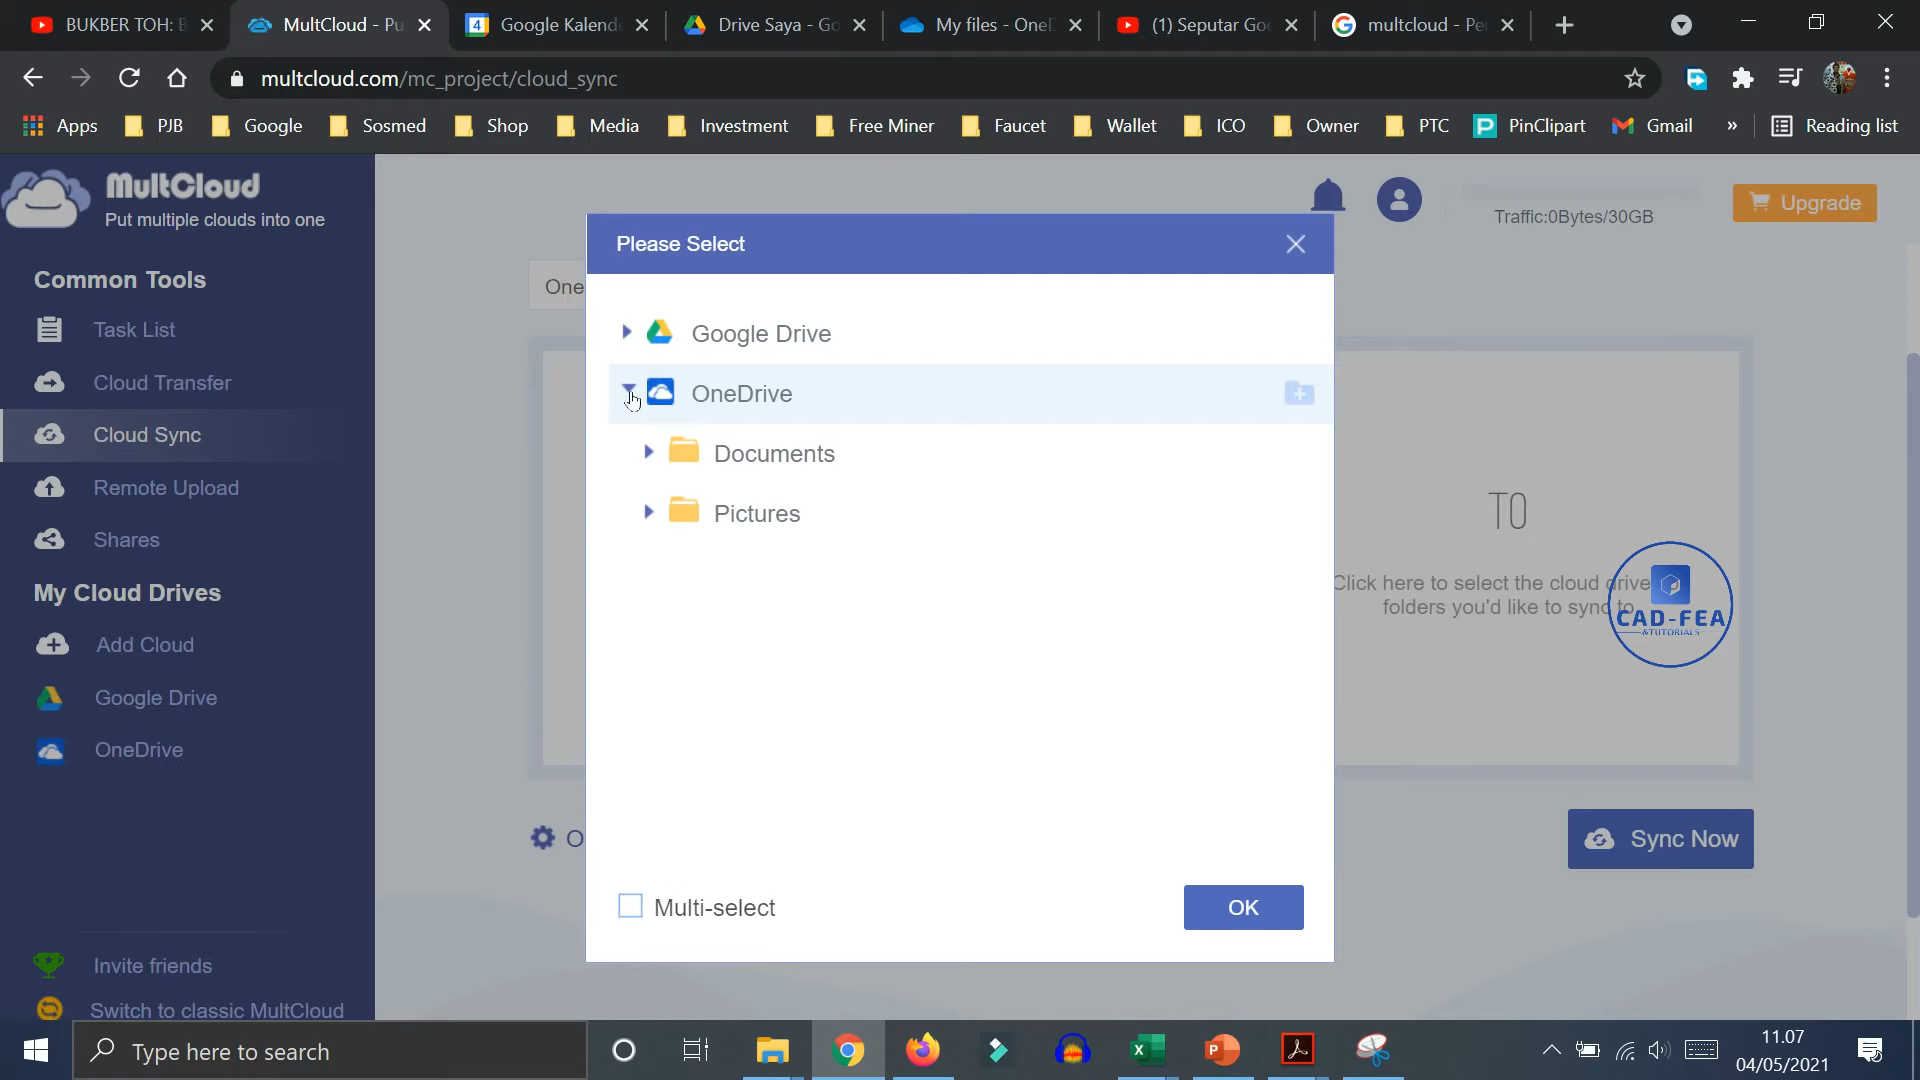 BUKBER TOH: B
MultCloud - Pu
4
Google Kalend
Drive Saya - Go
My files - OneD
(1) Seputar Goo
multcloud - Pe
multcloud.com/mc_project/cloud_sync
Apps
PJB
Google
Sosmed
Shop
Media
Investment
Free Miner
Faucet
Wallet
ICO
Owner
PTC
PinClipart
Gmail
»
Reading list
MultCloud
Put multiple clouds into one
Traffic:0Bytes/30GB
Upgrade
Common Tools
Task List
Cloud Transfer
Cloud Sync
Remote Upload
Shares
My Cloud Drives
Add Cloud
Google Drive
OneDrive
Invite friends
Switch to classic MultCloud
One
Please Select
Google Drive
OneDrive
Documents
Pictures
Multi-select
OK
TO
Click here to select the cloud drive
folders you'd like to sync to
CAD-FEA
&TUTORIALS
O
Sync Now
Type here to search
11.07
04/05/2021